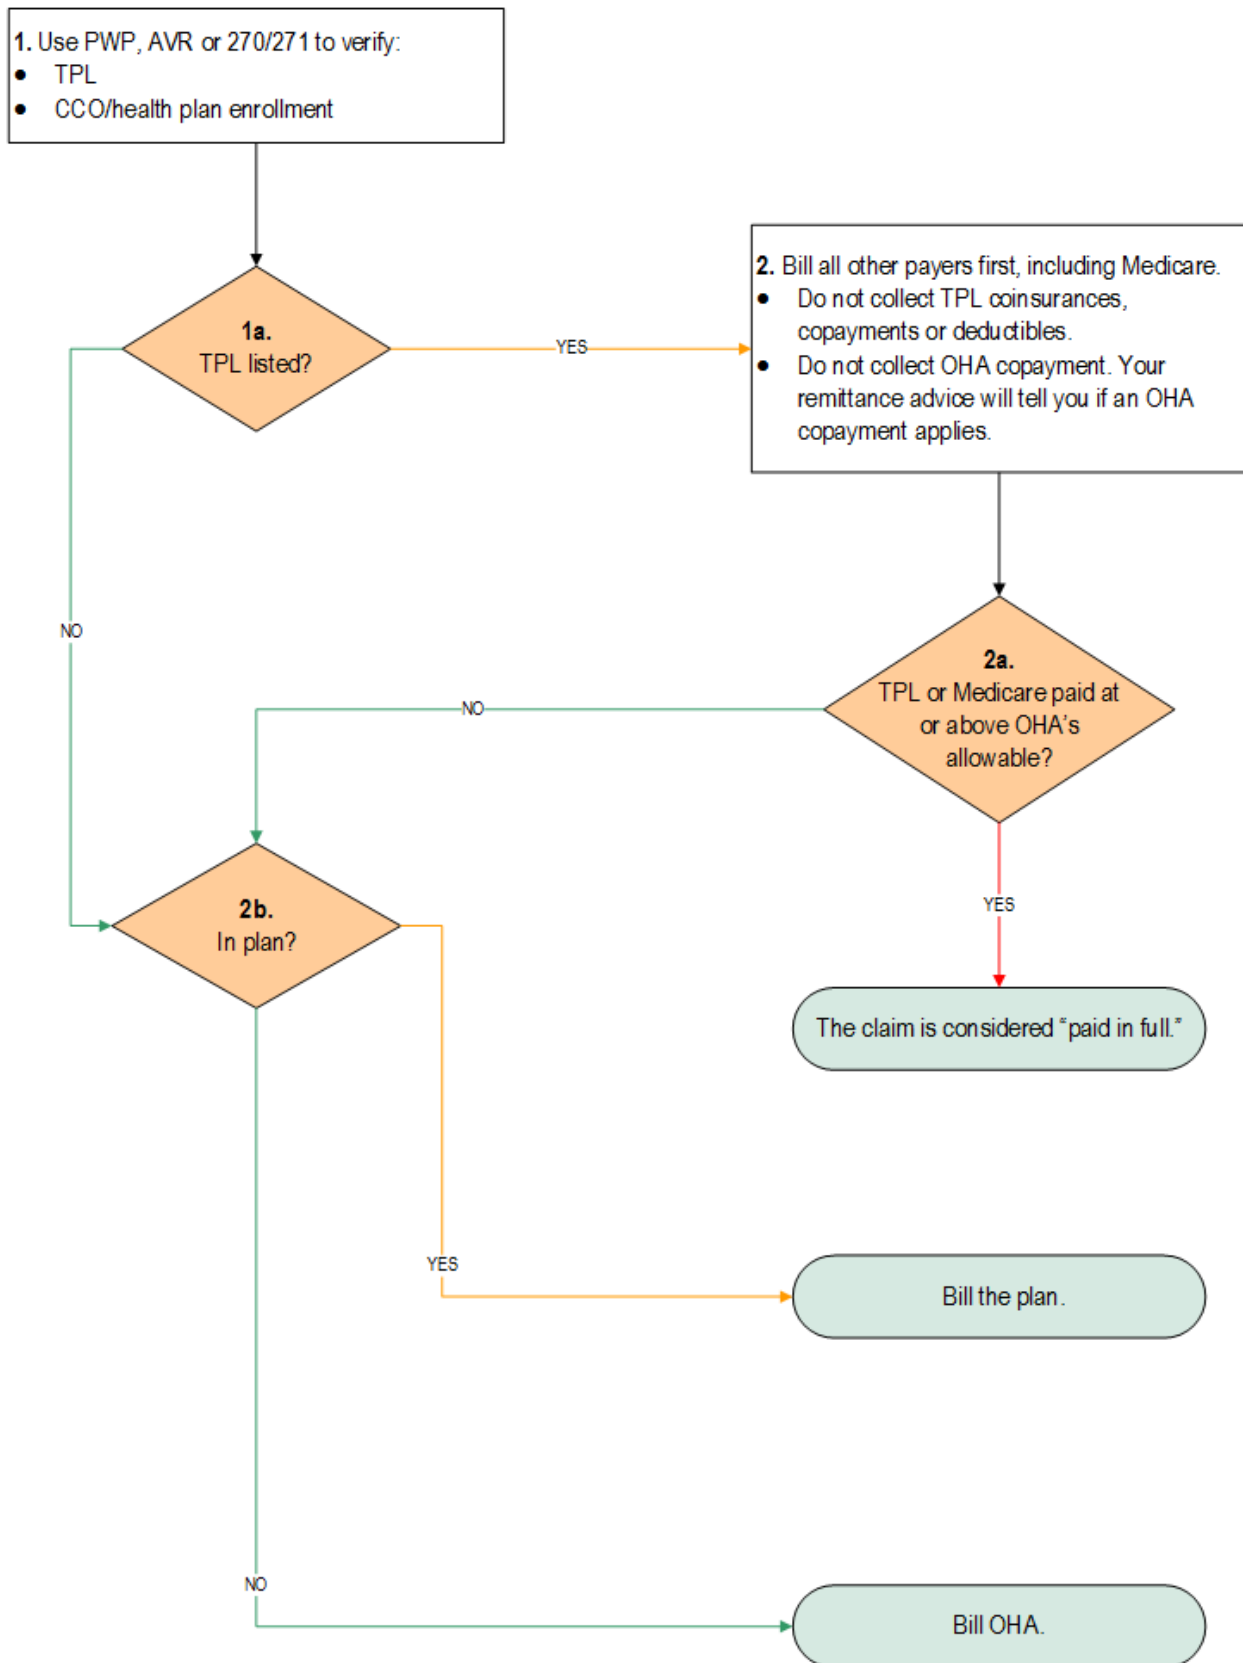 1. Use PWP, AVR or 270/271 to verify:
● TPL
● CCO/health plan enrollment
1a.
TPL listed?
YES
2. Bill all other payers first, including Medicare.
● Do not collect TPL coinsurances,
copayments or deductibles.
● Do not collect OHA copayment. Your
remittance advice will tell you if an OHA
copayment applies.
NO
2a.
TPL or Medicare paid at
or above OHA's
allowable?
NO
YES
2b.
In plan?
The claim is considered “paid in full.”
YES
Bill the plan.
NO
Bill OHA.